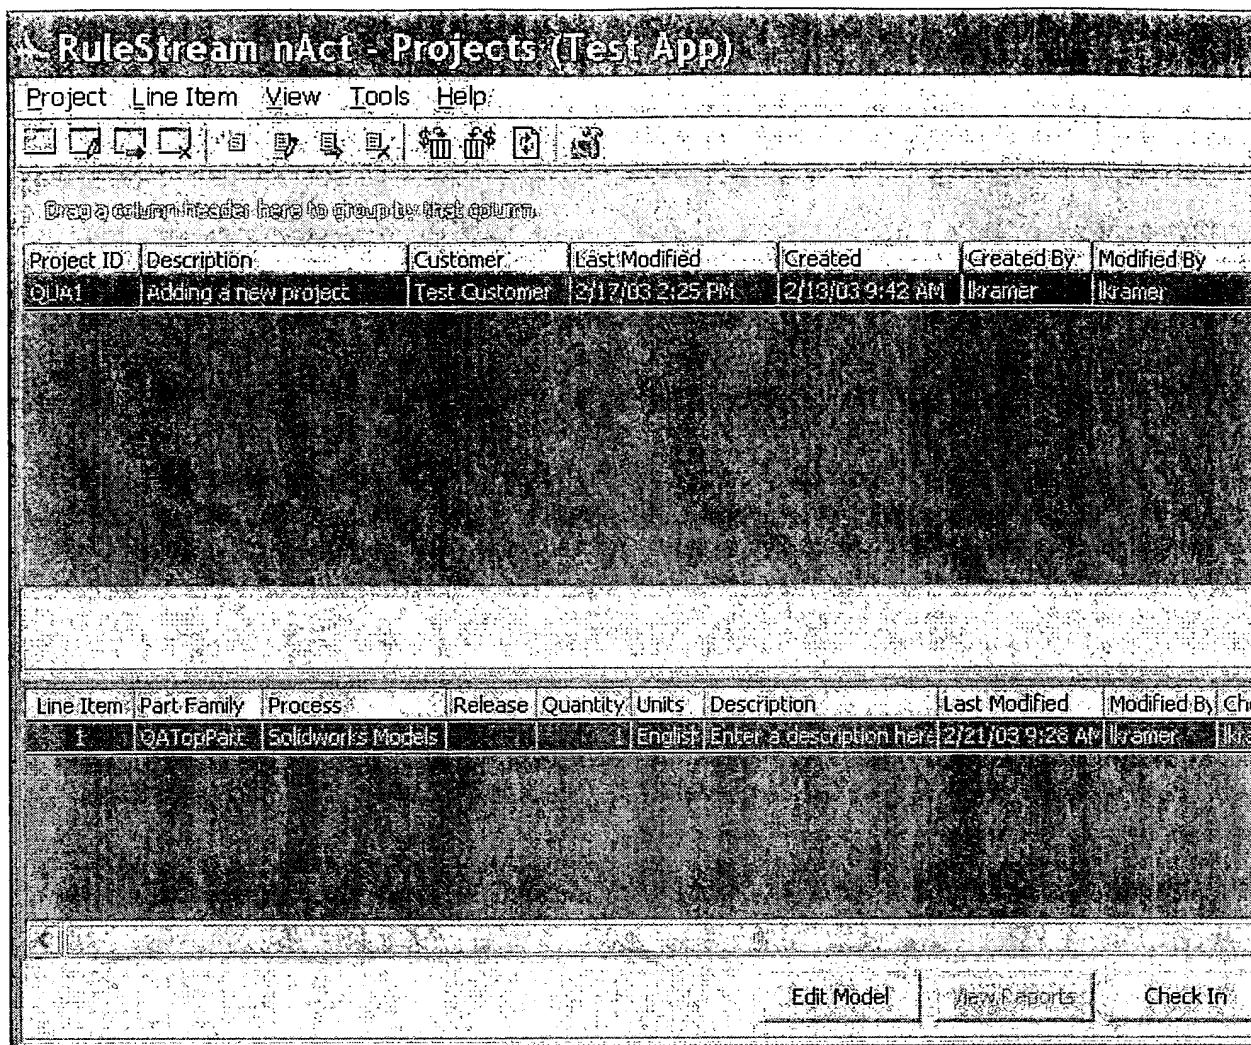 RuleStream nAct - Projects (Test App)
Project Line Item View Tools Help
Drag a column header here to group by that column.
Project ID Description Customer Last Modified Created Created By Modified By
QUA1 Adding a new project Test Customer 2/17/03 2:25 PM 2/13/03 9:42 AM lkramer lkramer
Line Item Part Family Process Release Quantity Units Description Last Modified Modified By Che
1 QATopPart Solidworks Models 1 English Enter a description here 2/21/03 9:28 AM lkramer lkra
Edit Model View Reports Check In